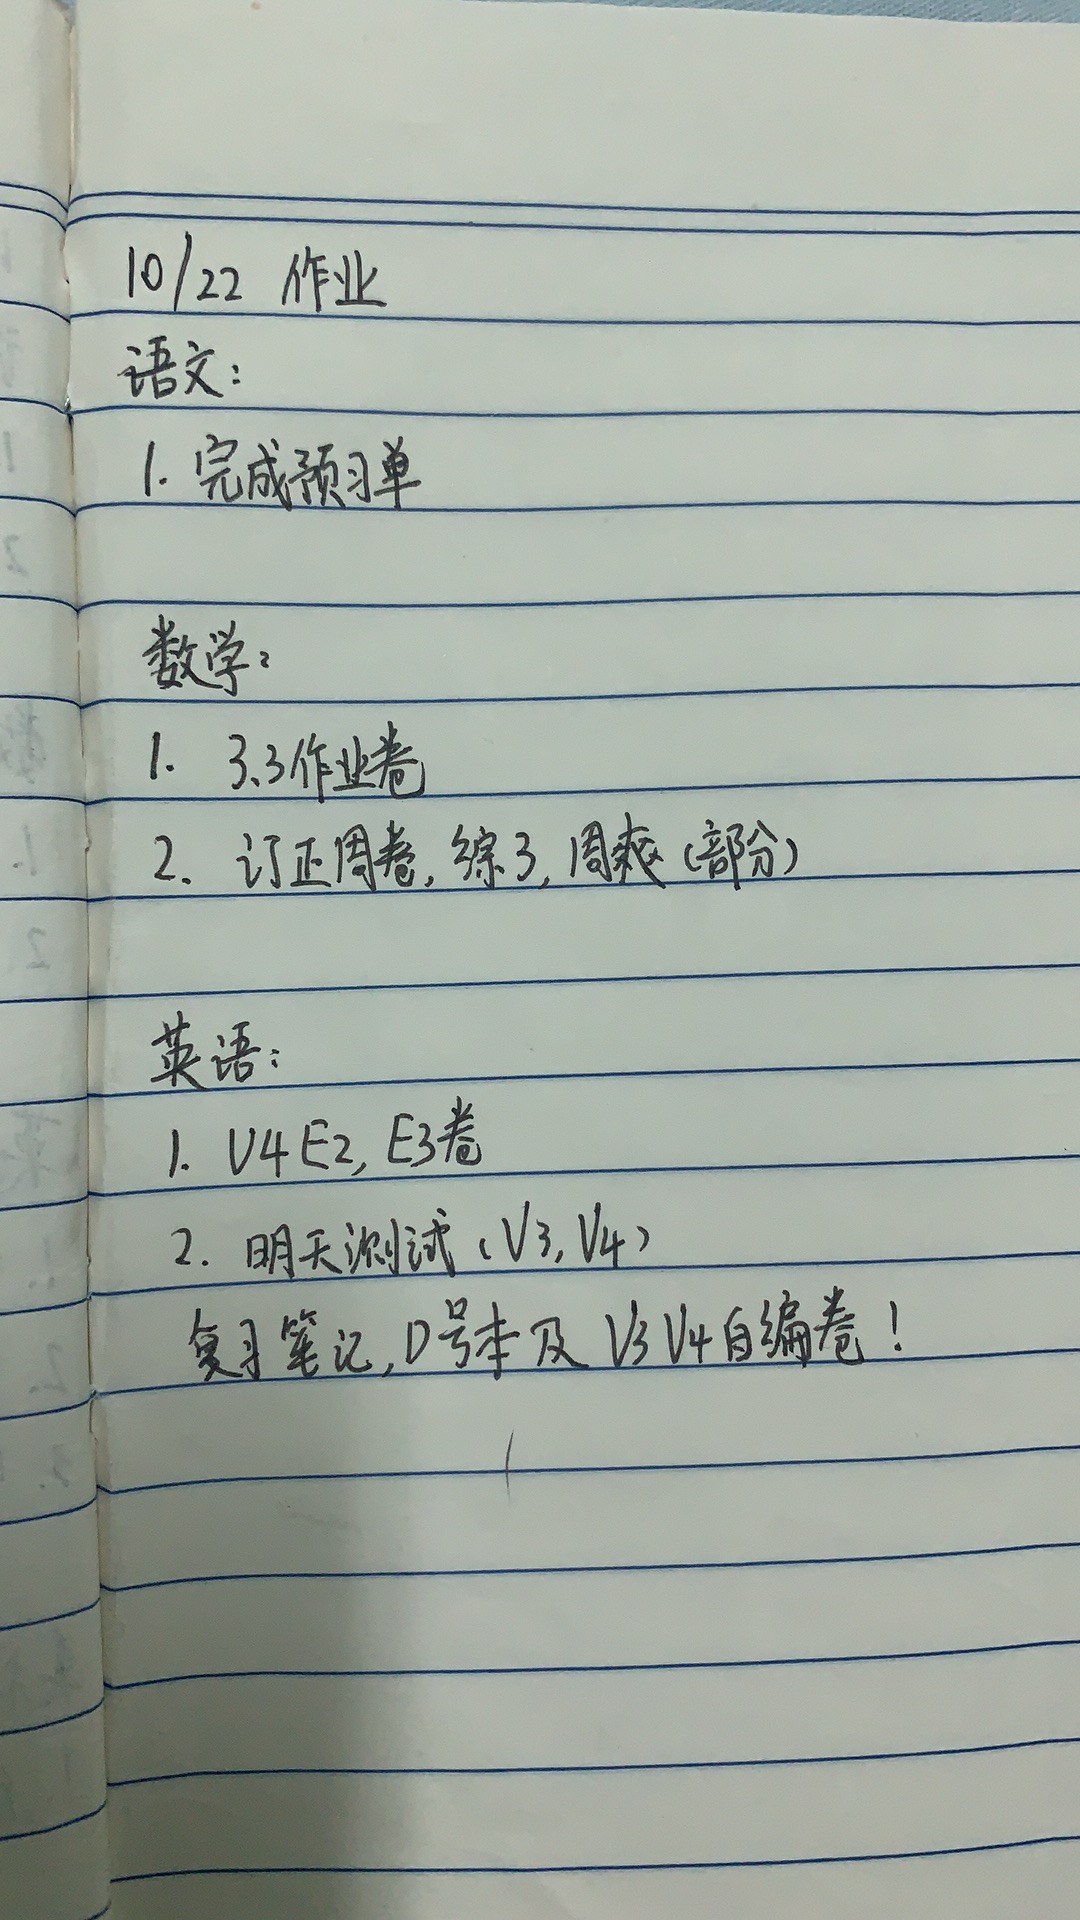 10/22 作业
语文:
1. 完成预习单
数学:
1. 3.3作业卷
2. 订正周卷, 综3, 周爽(部分)
英语:
1. U4 E2, E3卷
2. 明天测试(V3, V4)
复习笔记, D号本及 V3 V4自编卷!